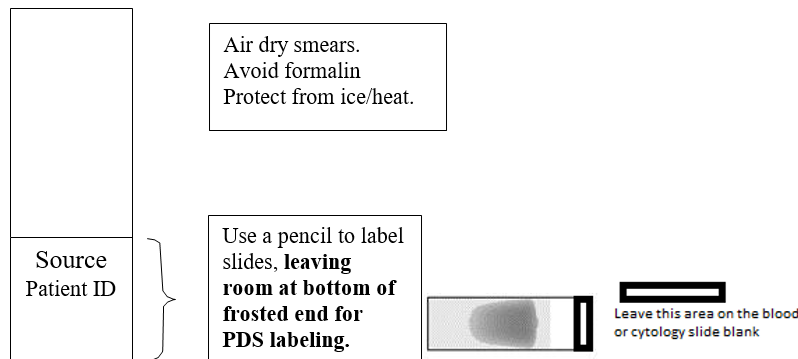 Air dry smears.
Avoid formalin
Protect from ice/heat.
Source
Patient ID
Use a pencil to label
slides, leaving
room at bottom of
frosted end for
PDS labeling.
Leave this area on the blood
or cytology slide blank